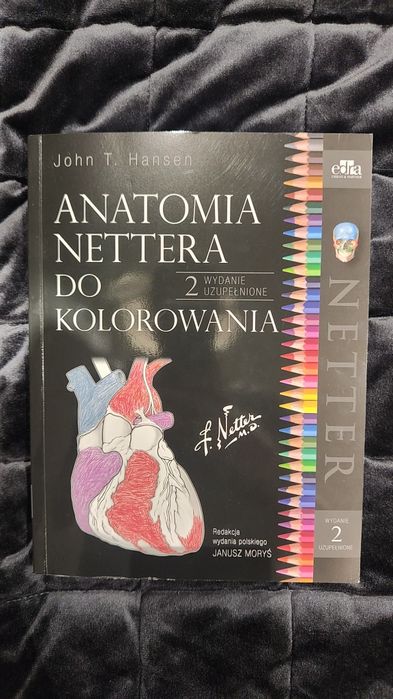 John T. Hansen
ANATOMIA
NETTERA
DO
KOLOROWANIA
2 WYDANIE
UZUPEŁNIONE
F. Netter
M.D.
Redakcja
wydania polskiego
JANUSZ MORYŚ
edra
NETTER
WYDANIE
2
UZUPEŁNIONE